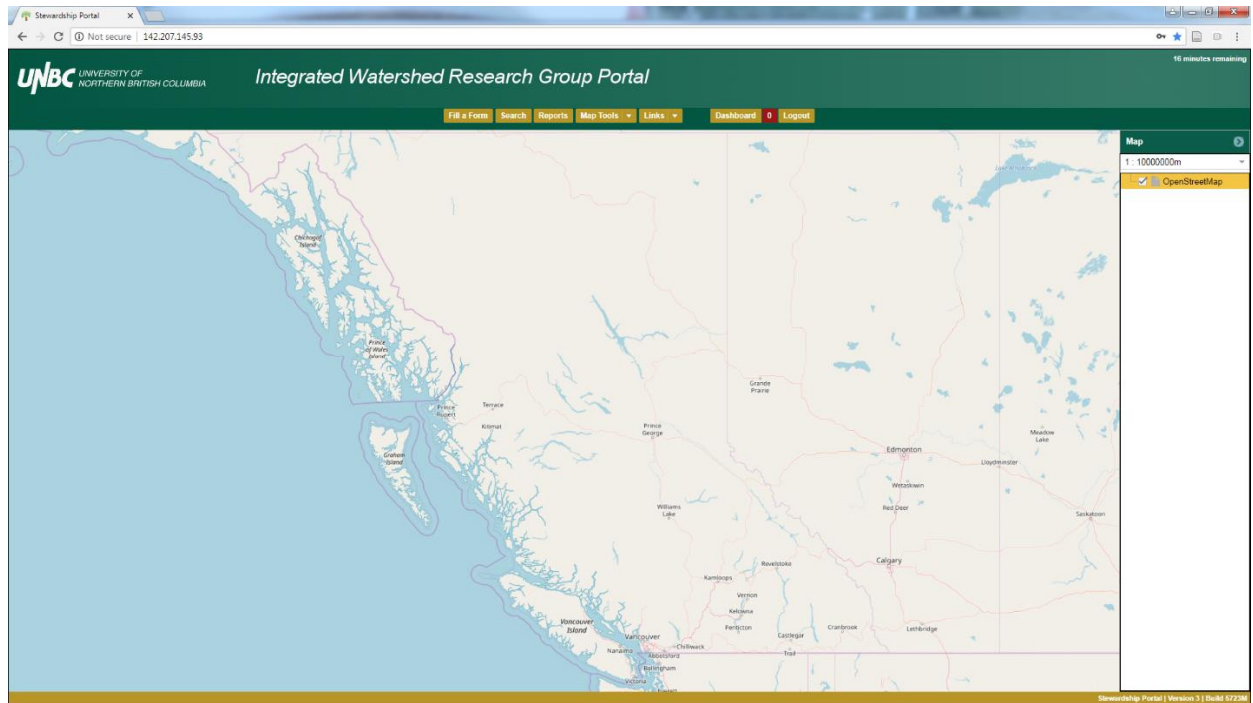 Stewardship Portal
Not secure | 142.207.145.93
16 minutes remaining
UNBC UNIVERSITY OF NORTHERN BRITISH COLUMBIA
Integrated Watershed Research Group Portal
Fill a Form Search Reports Map Tools Links Dashboard 0 Logout
Map
1 : 10000000m
OpenStreetMap
Chichagof Island
Prince of Wales Island
Grande Prairie
Prince Rupert
Terrace
Kitimat
Prince George
Graham Island
Meadow Lake
Edmonton
Lloydminster
Wetaskiwin
Red Deer
Williams Lake
Saskatoon
Calgary
Revelstoke
Kamloops
Vernon
Kelowna
Penticton
Castlegar
Cranbrook
Lethbridge
Trail
Vancouver Island
Vancouver
Chilliwack
Nanaimo
Abbotsford
Bellingham
Victoria
Everett
Stewardship Portal | Version 3 | Build 5723M